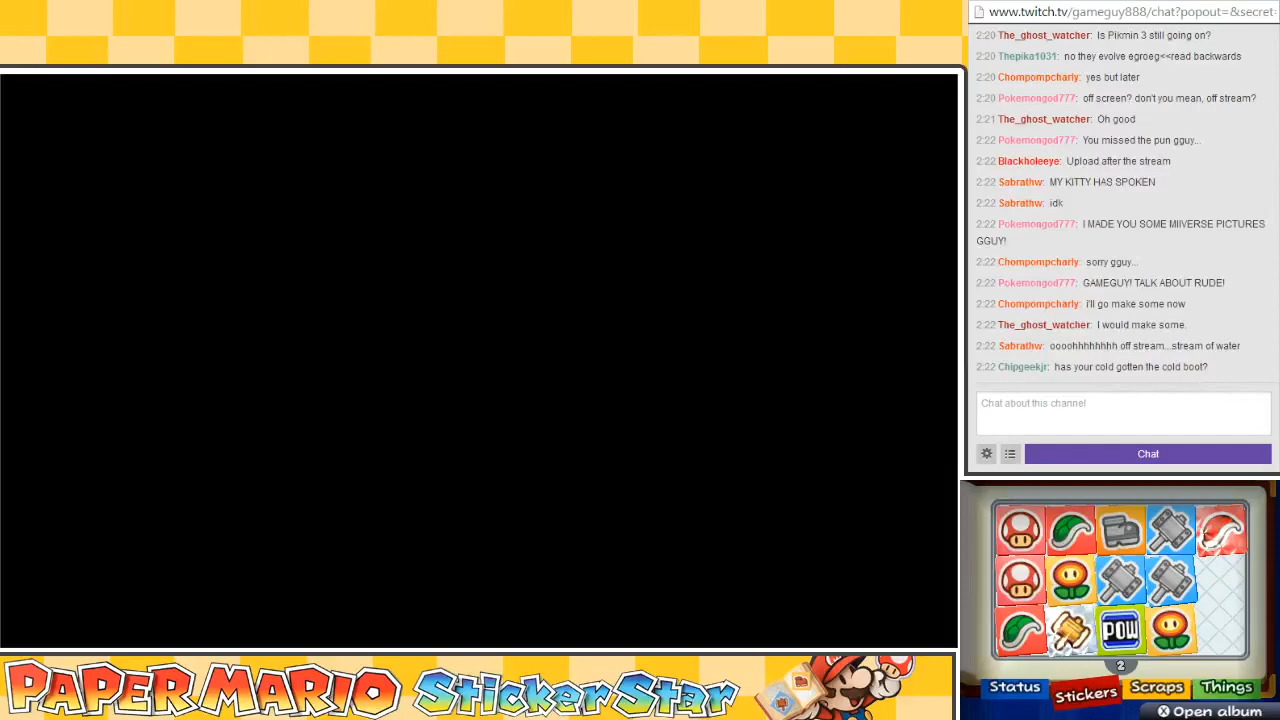 www.twitch.tv/gameguy888/chat?popout=&secret=
2:20 The_ghost_watcher: Is Pikmin 3 still going on?
2:20 Thepika1031: no they evolve egroeg<<read backwards
2:20 Chompompcharly: yes but later
2:20 Pokemongod777: off screen? don't you mean, off stream?
2:21 The_ghost_watcher: Oh good
2:22 Pokemongod777: You missed the pun gguy...
2:22 Blackholeeye: Upload after the stream
2:22 Sabrathw: MY KITTY HAS SPOKEN
2:22 Sabrathw: idk
2:22 Pokemongod777: I MADE YOU SOME MIIVERSE PICTURES
GGUY!
2:22 Chompompcharly: sorry gguy...
2:22 Pokemongod777: GAMEGUY! TALK ABOUT RUDE!
2:22 Chompompcharly: i'll go make some now
2:22 The_ghost_watcher: I would make some.
2:22 Sabrathw: ooohhhhhhhh off stream...stream of water
2:22 Chipgeekjr: has your cold gotten the cold boot?
Chat about this channel
Chat
POW
2
Status Stickers Scraps Things
X Open album
PAPER MARIO Sticker Star